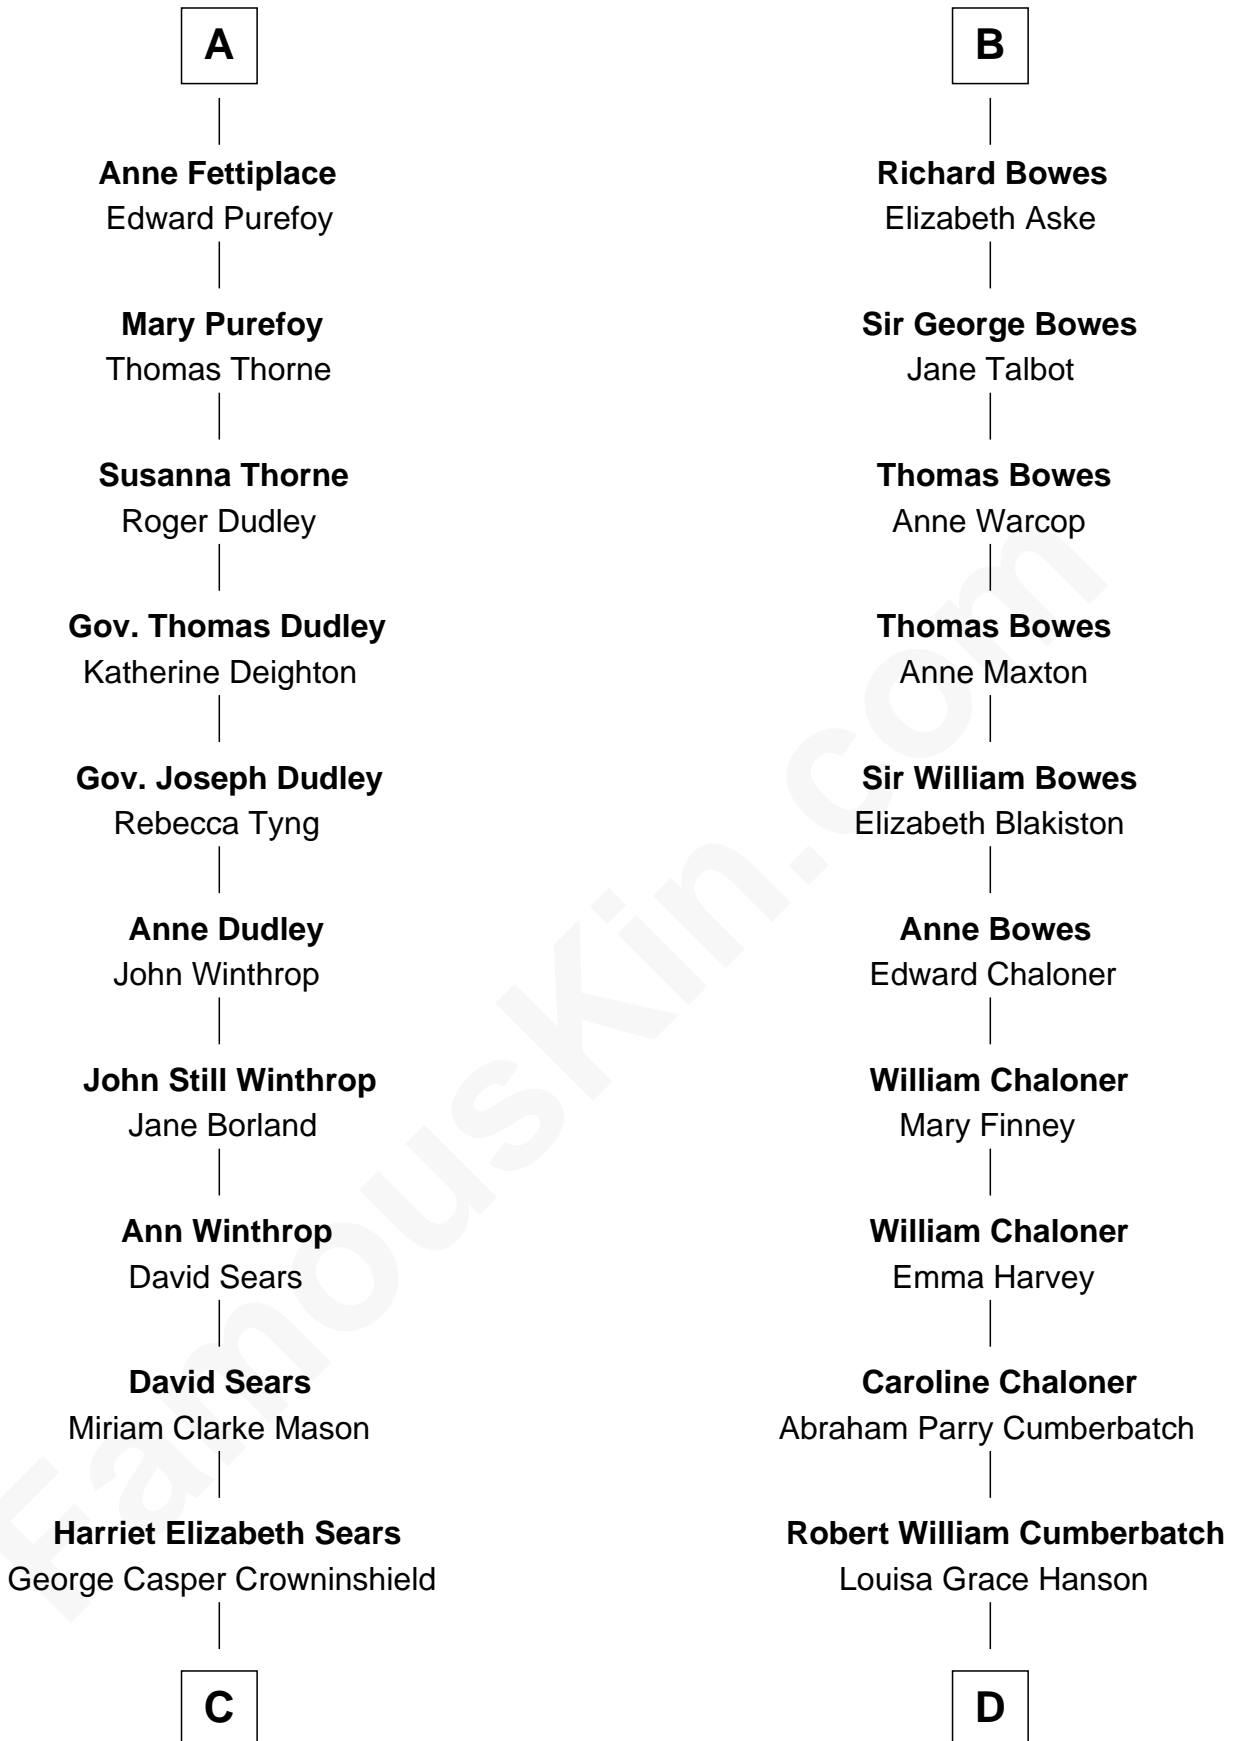 A
Anne Fettiplace
Edward Purefoy
Mary Purefoy
Thomas Thorne
Susanna Thorne
Roger Dudley
Gov. Thomas Dudley
Katherine Deighton
Gov. Joseph Dudley
Rebecca Tyng
Anne Dudley
John Winthrop
John Still Winthrop
Jane Borland
Ann Winthrop
David Sears
David Sears
Miriam Clarke Mason
Harriet Elizabeth Sears
George Casper Crowninshield
C
B
Richard Bowes
Elizabeth Aske
Sir George Bowes
Jane Talbot
Thomas Bowes
Anne Warcop
Thomas Bowes
Anne Maxton
Sir William Bowes
Elizabeth Blakiston
Anne Bowes
Edward Chaloner
William Chaloner
Mary Finney
William Chaloner
Emma Harvey
Caroline Chaloner
Abraham Parry Cumberbatch
Robert William Cumberbatch
Louisa Grace Hanson
D
FamousKin.com